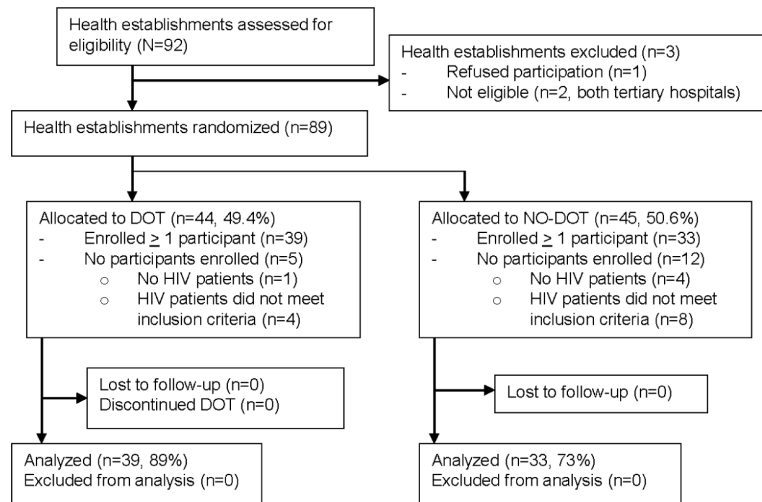 Health establishments assessed for
eligibility (N=92)
Health establishments excluded (n=3)
- Refused participation (n=1)
- Not eligible (n=2, both tertiary hospitals)
Health establishments randomized (n=89)
Allocated to DOT (n=44, 49.4%)
- Enrolled ≥ 1 participant (n=39)
- No participants enrolled (n=5)
o No HIV patients (n=1)
o HIV patients did not meet
inclusion criteria (n=4)
Allocated to NO-DOT (n=45, 50.6%)
- Enrolled ≥ 1 participant (n=33)
- No participants enrolled (n=12)
o No HIV patients (n=4)
o HIV patients did not meet
inclusion criteria (n=8)
Lost to follow-up (n=0)
Discontinued DOT (n=0)
Lost to follow-up (n=0)
Analyzed (n=39, 89%)
Excluded from analysis (n=0)
Analyzed (n=33, 73%)
Excluded from analysis (n=0)